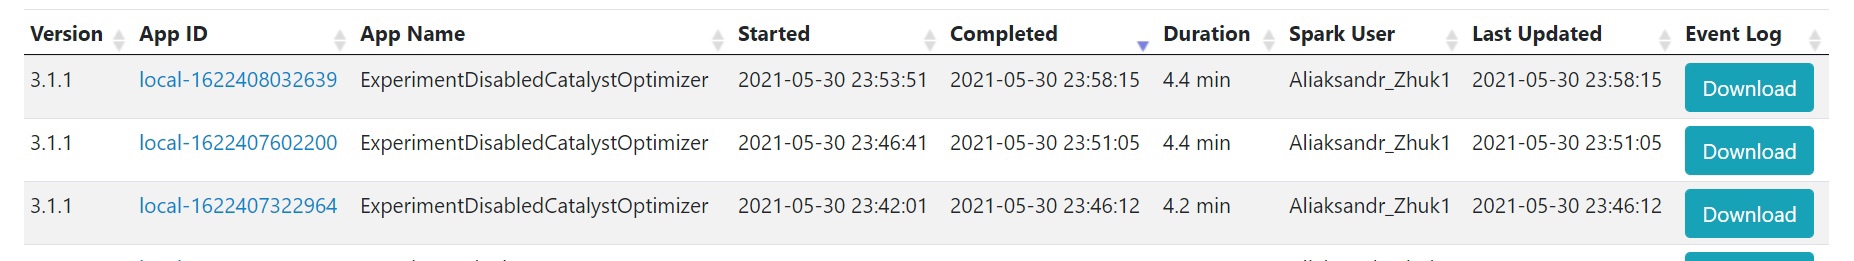 Version App ID App Name Started Completed Duration Spark User Last Updated Event Log
3.1.1 local-1622408032639 ExperimentDisabledCatalystOptimizer 2021-05-30 23:53:51 2021-05-30 23:58:15 4.4 min Aliaksandr_Zhuk1 2021-05-30 23:58:15 Download
3.1.1 local-1622407602200 ExperimentDisabledCatalystOptimizer 2021-05-30 23:46:41 2021-05-30 23:51:05 4.4 min Aliaksandr_Zhuk1 2021-05-30 23:51:05 Download
3.1.1 local-1622407322964 ExperimentDisabledCatalystOptimizer 2021-05-30 23:42:01 2021-05-30 23:46:12 4.2 min Aliaksandr_Zhuk1 2021-05-30 23:46:12 Download